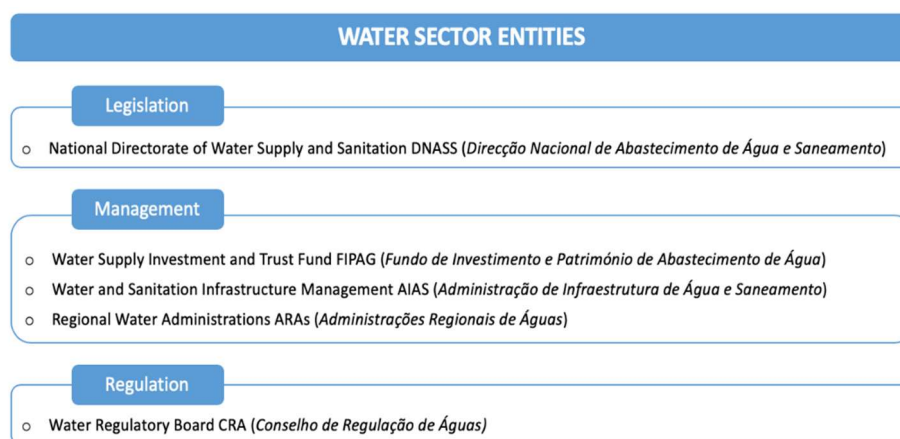 WATER SECTOR ENTITIES
Legislation
○ National Directorate of Water Supply and Sanitation DNASS (Direcção Nacional de Abastecimento de Água e Saneamento)
Management
○ Water Supply Investment and Trust Fund FIPAG (Fundo de Investimento e Património de Abastecimento de Água)
○ Water and Sanitation Infrastructure Management AIAS (Administração de Infraestrutura de Água e Saneamento)
○ Regional Water Administrations ARAs (Administrações Regionais de Águas)
Regulation
○ Water Regulatory Board CRA (Conselho de Regulação de Águas)